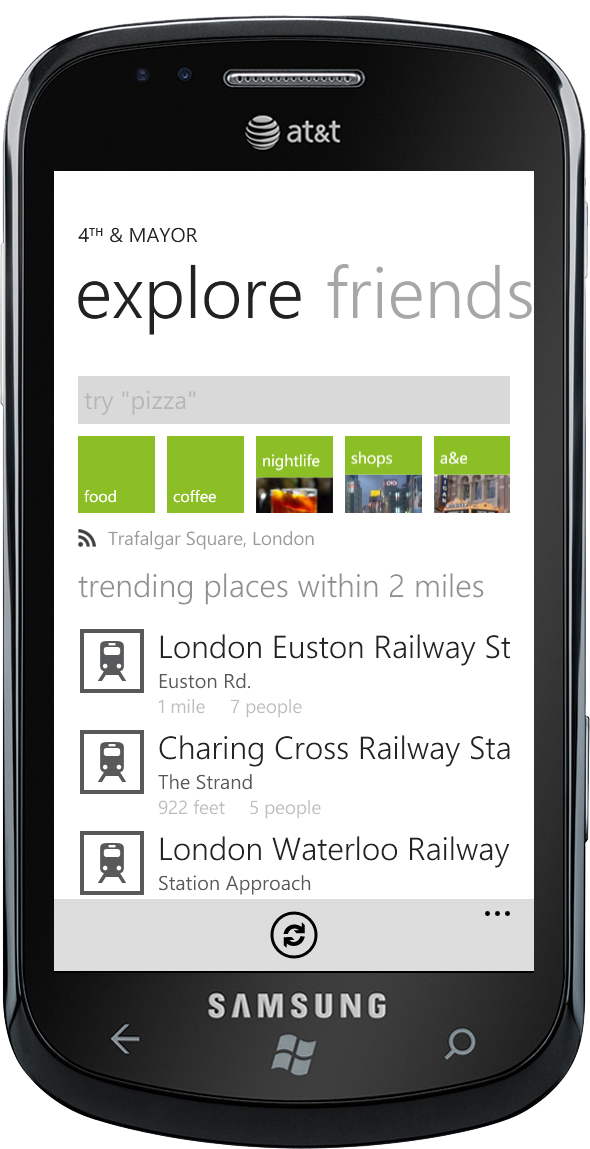 at&t
4TH & MAYOR
explore friends
try "pizza"
food coffee nightlife shops a&e
Trafalgar Square, London
trending places within 2 miles
London Euston Railway St
Euston Rd.
1 mile 7 people
Charing Cross Railway Sta
The Strand
922 feet 5 people
London Waterloo Railway
Station Approach
SAMSUNG